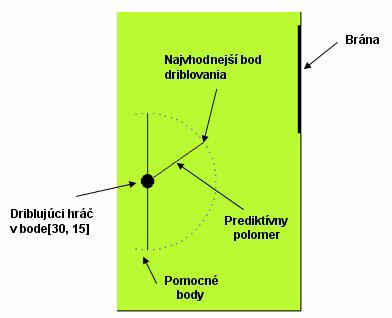 Brána
Najvhodnejší bod
driblovania
Driblujúci hráč
v bode[30, 15]
Prediktívny
polomer
Pomocné
body